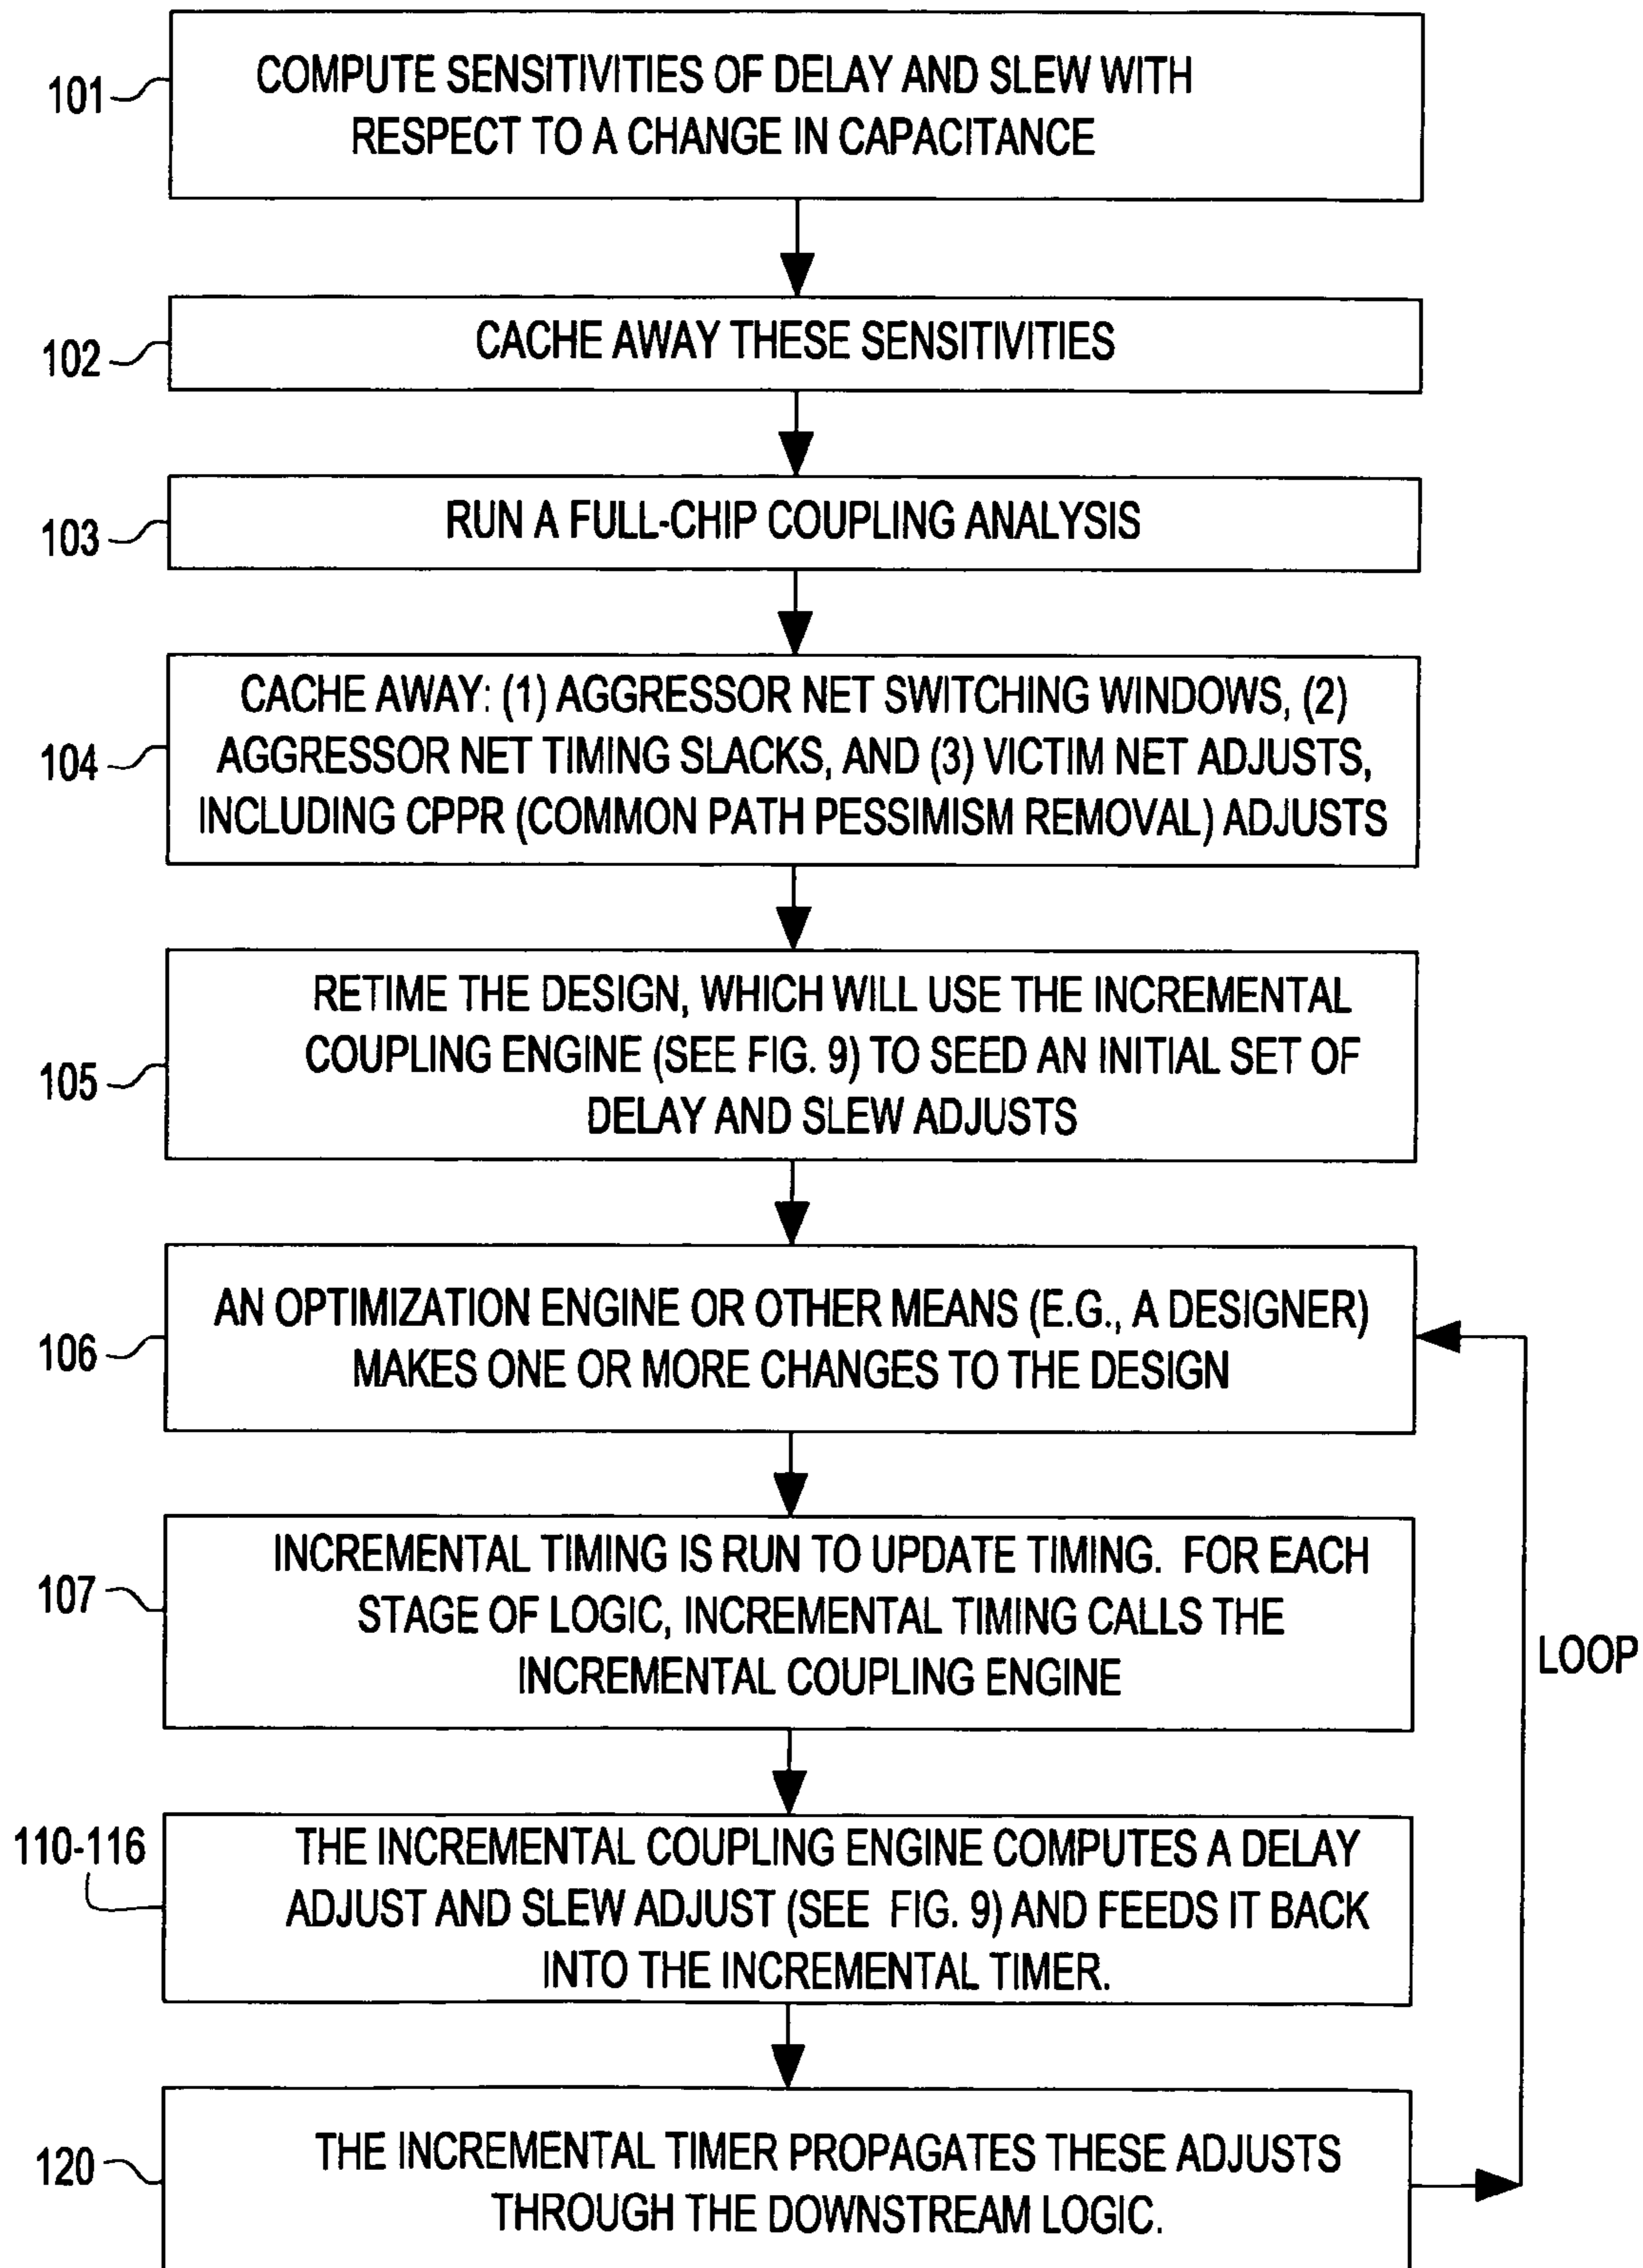 101
COMPUTE SENSITIVITIES OF DELAY AND SLEW WITH
RESPECT TO A CHANGE IN CAPACITANCE
102
CACHE AWAY THESE SENSITIVITIES
103
RUN A FULL-CHIP COUPLING ANALYSIS
104
CACHE AWAY: (1) AGGRESSOR NET SWITCHING WINDOWS, (2)
AGGRESSOR NET TIMING SLACKS, AND (3) VICTIM NET ADJUSTS,
INCLUDING CPPR (COMMON PATH PESSIMISM REMOVAL) ADJUSTS
105
RETIME THE DESIGN, WHICH WILL USE THE INCREMENTAL
COUPLING ENGINE (SEE FIG. 9) TO SEED AN INITIAL SET OF
DELAY AND SLEW ADJUSTS
106
AN OPTIMIZATION ENGINE OR OTHER MEANS (E.G., A DESIGNER)
MAKES ONE OR MORE CHANGES TO THE DESIGN
107
INCREMENTAL TIMING IS RUN TO UPDATE TIMING. FOR EACH
STAGE OF LOGIC, INCREMENTAL TIMING CALLS THE
INCREMENTAL COUPLING ENGINE
LOOP
110-116
THE INCREMENTAL COUPLING ENGINE COMPUTES A DELAY
ADJUST AND SLEW ADJUST (SEE FIG. 9) AND FEEDS IT BACK
INTO THE INCREMENTAL TIMER.
120
THE INCREMENTAL TIMER PROPAGATES THESE ADJUSTS
THROUGH THE DOWNSTREAM LOGIC.